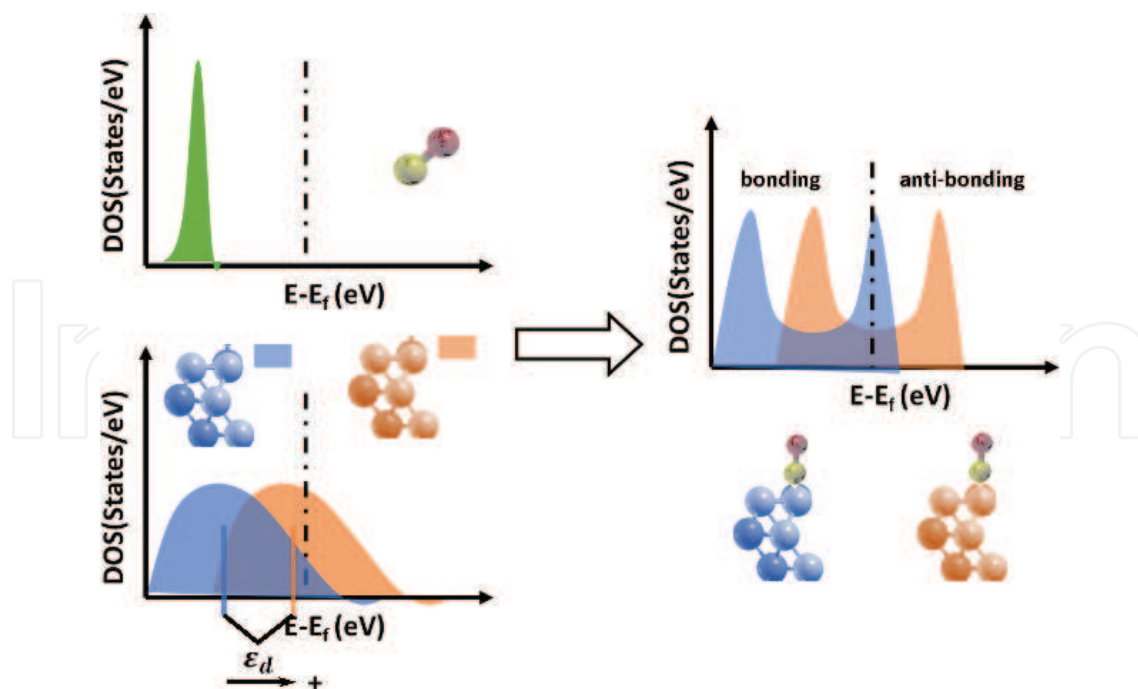 DOS(States/eV)
E-E_f (eV)
DOS(States/eV)
E-E_f (eV)
ε_d
+
DOS(States/eV)
bonding
anti-bonding
E-E_f (eV)